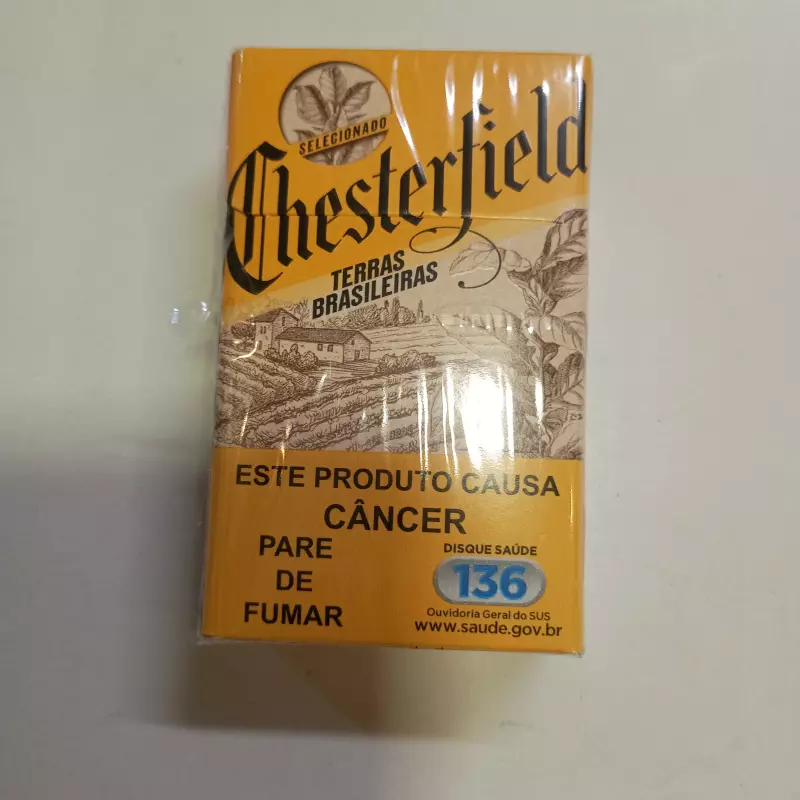 SELECIONADO
Chesterfield
TERRAS
BRASILEIRAS
ESTE PRODUTO CAUSA
CÂNCER
PARE
DE
FUMAR
DISQUE SAÚDE
136
Ouvidoria Geral do SUS
www.saude.gov.br